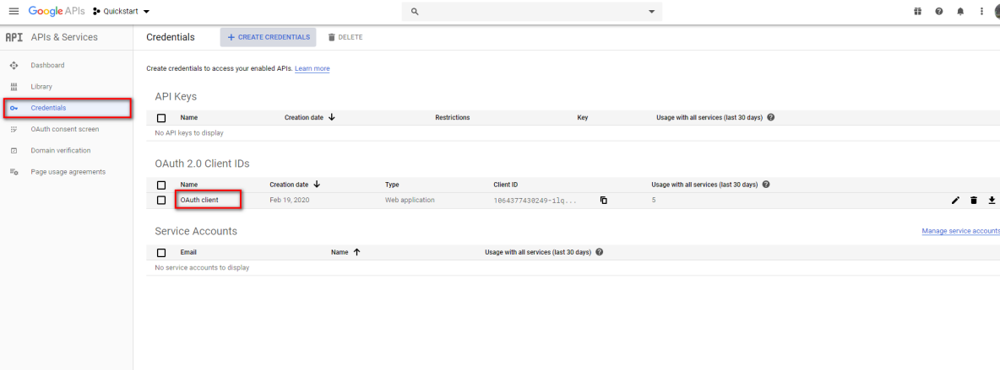 Google APIs Quickstart
API APIs & Services
Credentials
+ CREATE CREDENTIALS
DELETE
Dashboard
Library
Credentials
OAuth consent screen
Domain verification
Page usage agreements
Create credentials to access your enabled APIs. Learn more
API Keys
Name Creation date Restrictions Key Usage with all services (last 30 days)
No API keys to display
OAuth 2.0 Client IDs
Name Creation date Type Client ID Usage with all services (last 30 days)
OAuth client Feb 19, 2020 Web application 1064377430249-ilq... 5
Service Accounts
Manage service accounts
Email Name Usage with all services (last 30 days)
No service accounts to display